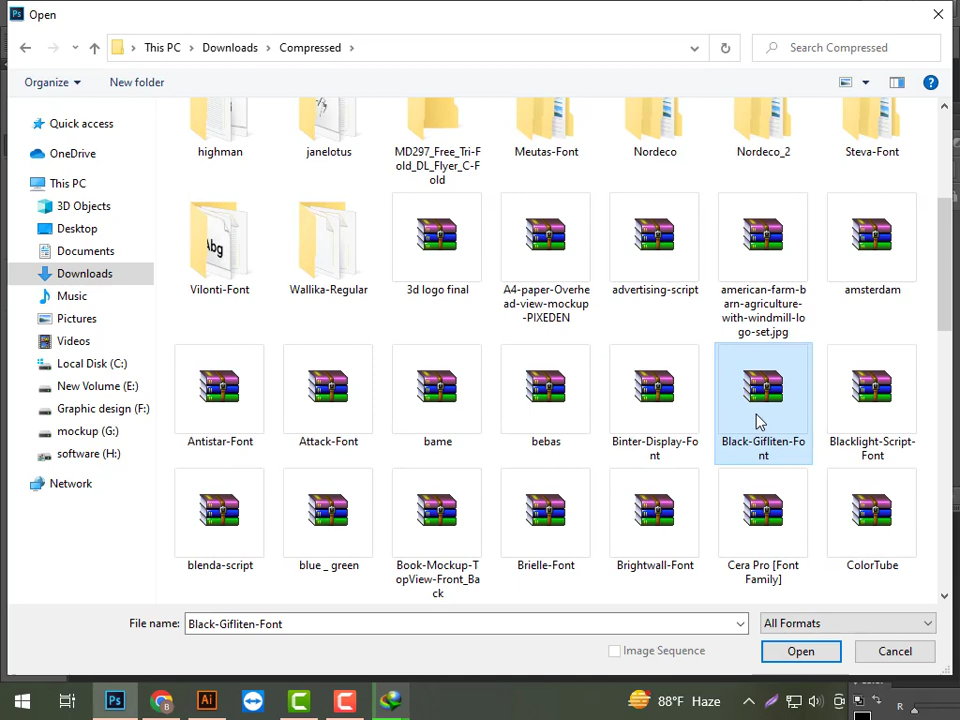 Open
This PC
Downloads
Compressed
Search Compressed
Organize
New folder
Quick access
OneDrive
This PC
3D Objects
Desktop
Documents
Downloads
Music
Pictures
Videos
Local Disk (C:)
New Volume (E:)
Graphic design (F:)
mockup (G:)
software (H:)
Network
highman
janelotus
MD297_Free_Tri-F
old_DL_Flyer_C-F
old
Meutas-Font
Nordeco
Nordeco_2
Steva-Font
Abg
Vilonti-Font
Wallika-Regular
3d logo final
A4-paper-Overhe
ad-view-mockup
-PIXEDEN
advertising-script
american-farm-b
arn-agriculture-
with-windmill-lo
go-set.jpg
amsterdam
Antistar-Font
Attack-Font
bame
bebas
Binter-Display-Fo
nt
Black-Gifliten-Fo
nt
Blacklight-Script-
Font
blenda-script
blue _ green
Book-Mockup-T
opView-Front_Ba
ck
Brielle-Font
Brightwall-Font
Cera Pro [Font
Family]
ColorTube
File name:
Black-Gifliten-Font
All Formats
Image Sequence
Open
Cancel
Ps
Ai
88°F Haze
R